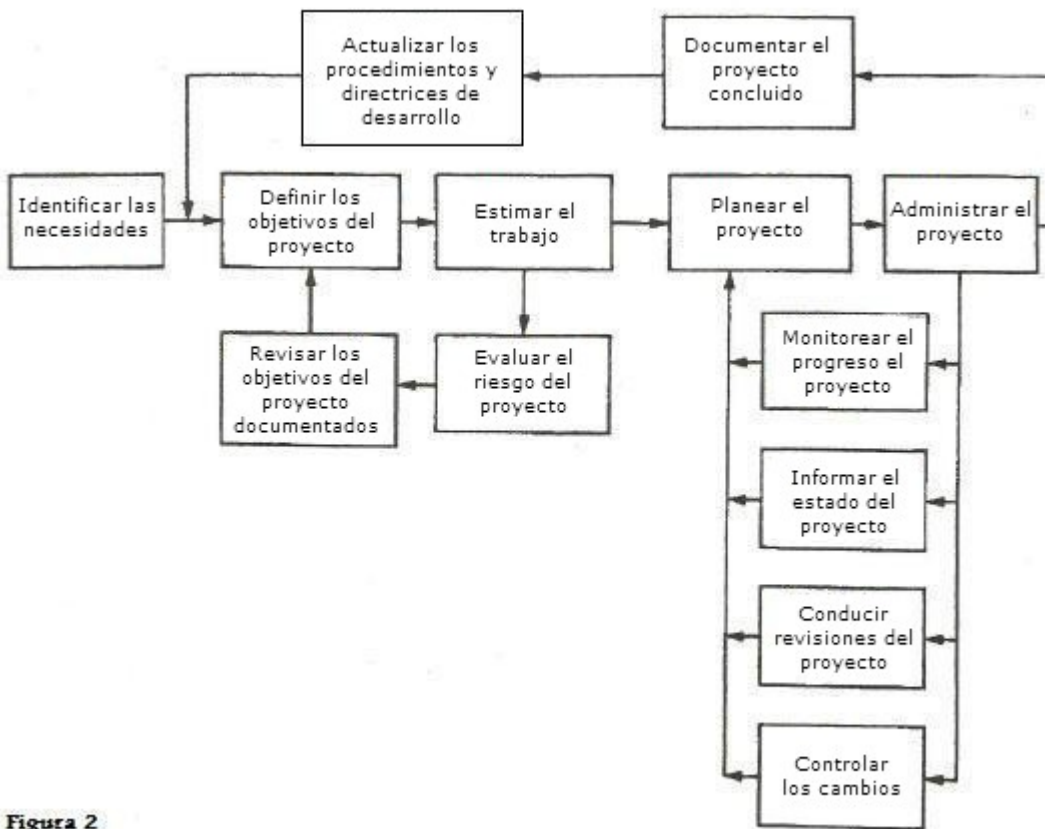 Actualizar los
procedimientos y
directrices de
desarrollo
Documentar el
proyecto
concluido
Identificar las
necesidades
Definir los
objetivos del
proyecto
Estimar el
trabajo
Planear el
proyecto
Administrar el
proyecto
Revisar los
objetivos del
proyecto
documentados
Evaluar el
riesgo del
proyecto
Monitorear el
progreso el
proyecto
Informar el
estado del
proyecto
Conducir
revisiones del
proyecto
Controlar
los cambios
Figura 2